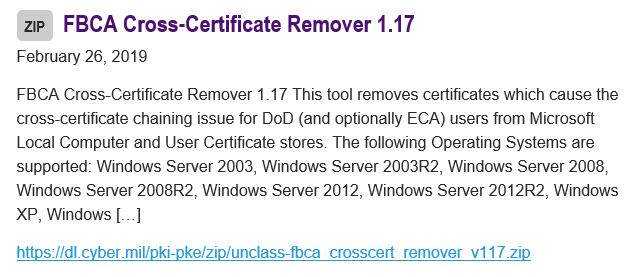 ZIP FBCA Cross-Certificate Remover 1.17
February 26, 2019
FBCA Cross-Certificate Remover 1.17 This tool removes certificates which cause the
cross-certificate chaining issue for DoD (and optionally ECA) users from Microsoft
Local Computer and User Certificate stores. The following Operating Systems are
supported: Windows Server 2003, Windows Server 2003R2, Windows Server 2008,
Windows Server 2008R2, Windows Server 2012, Windows Server 2012R2, Windows
XP, Windows […]
https://dl.cyber.mil/pki-pke/zip/unclass-fbca_crosscert_remover_v117.zip